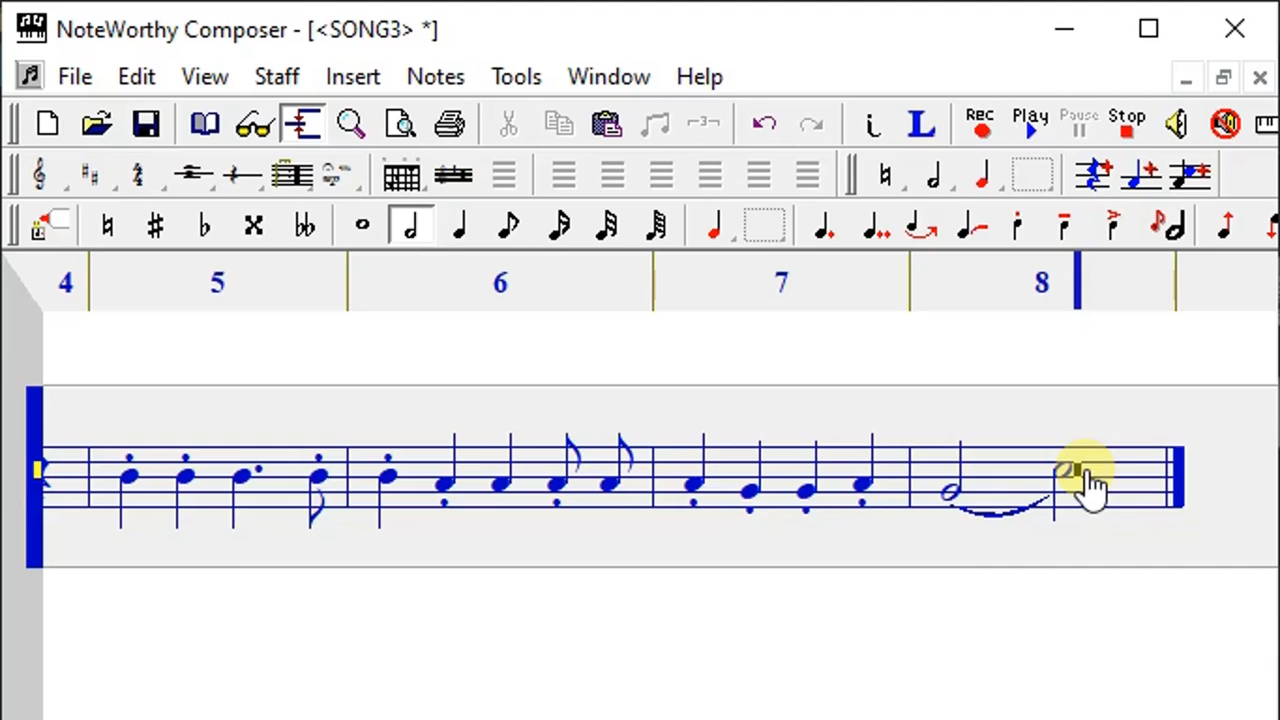 NoteWorthy Composer - [<SONG3> *]
File Edit View Staff Insert Notes Tools Window Help
Rec Play Pause Stop
4 5 6 7 8